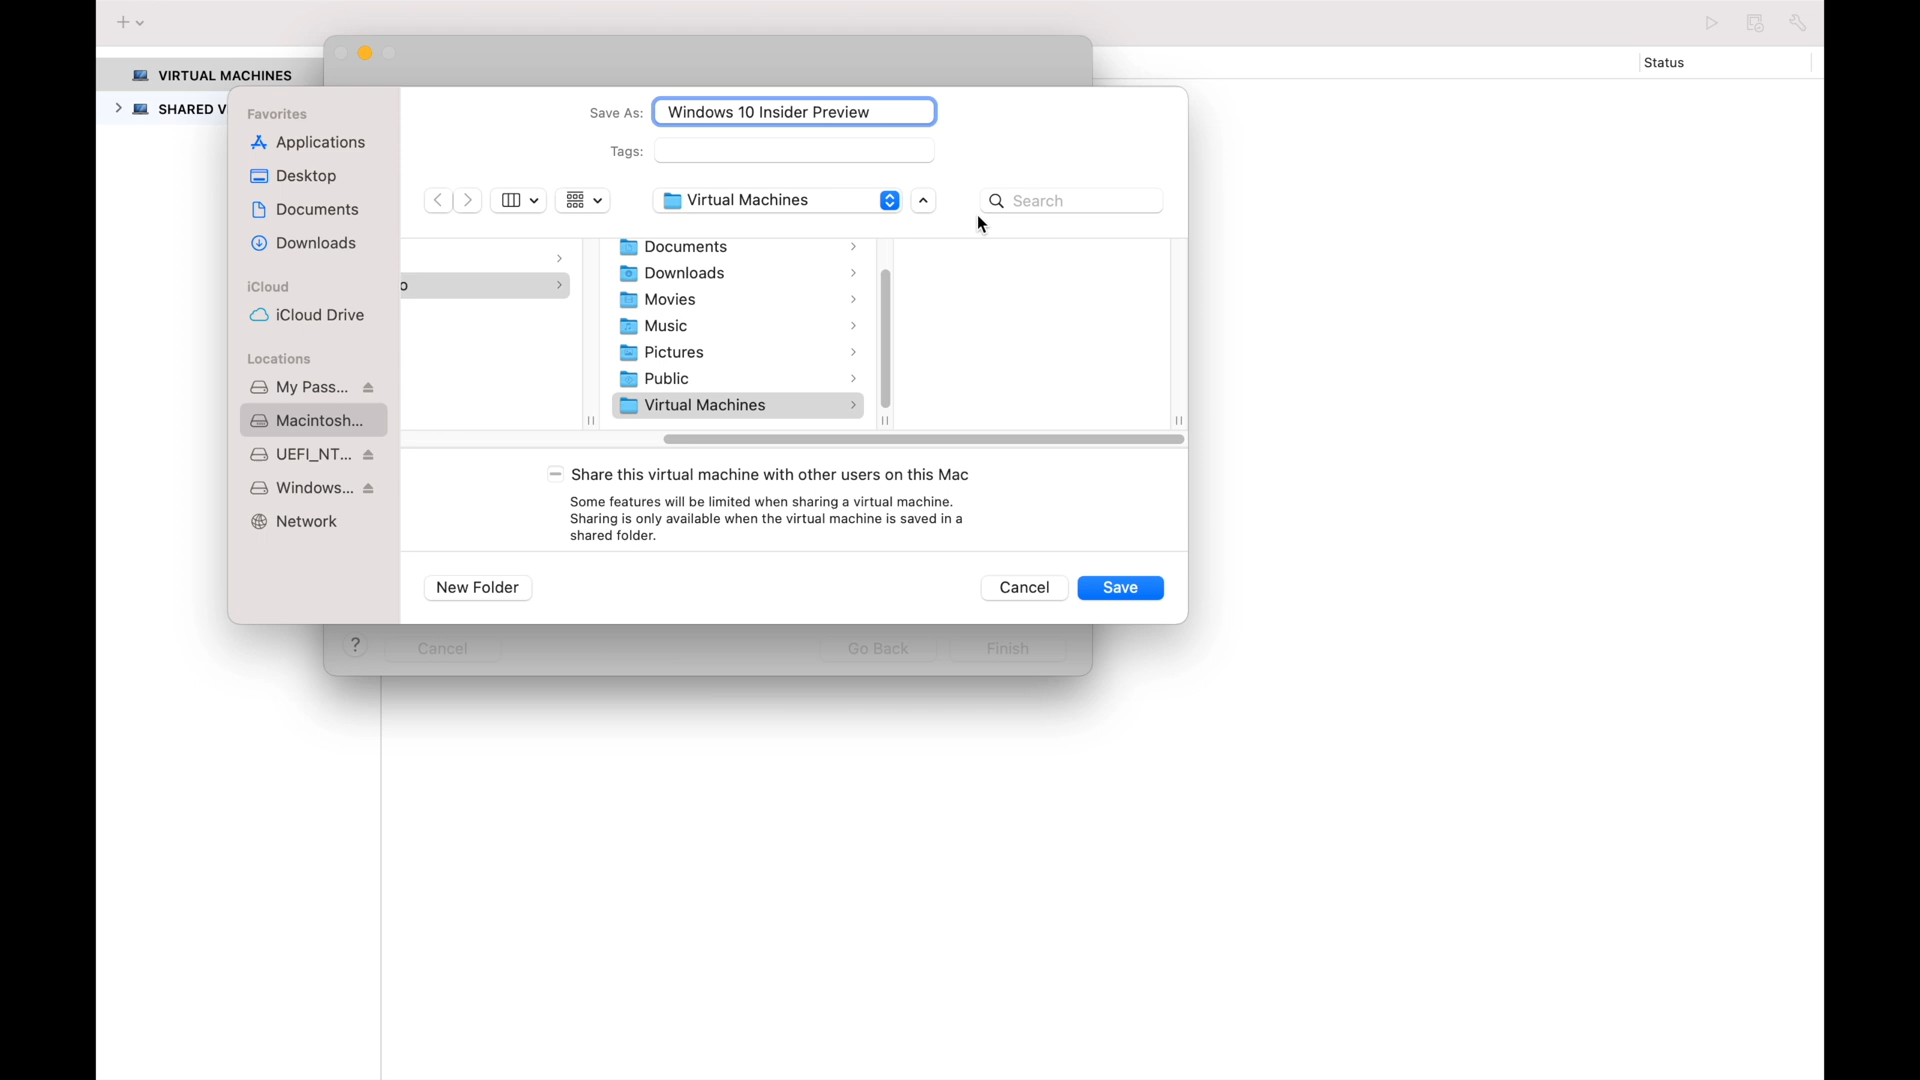 Status
VIRTUAL MACHINES
SHARED V
Favorites
Applications
Desktop
Documents
Downloads
iCloud
iCloud Drive
Locations
My Pass...
Macintosh...
UEFI_NT...
Windows...
Network
Save As: Windows 10 Insider Preview
Tags:
Virtual Machines
Search
o
Documents
Downloads
Movies
Music
Pictures
Public
Virtual Machines
Share this virtual machine with other users on this Mac
Some features will be limited when sharing a virtual machine.
Sharing is only available when the virtual machine is saved in a
shared folder.
New Folder
Cancel
Save
?
Cancel
Go Back
Finish